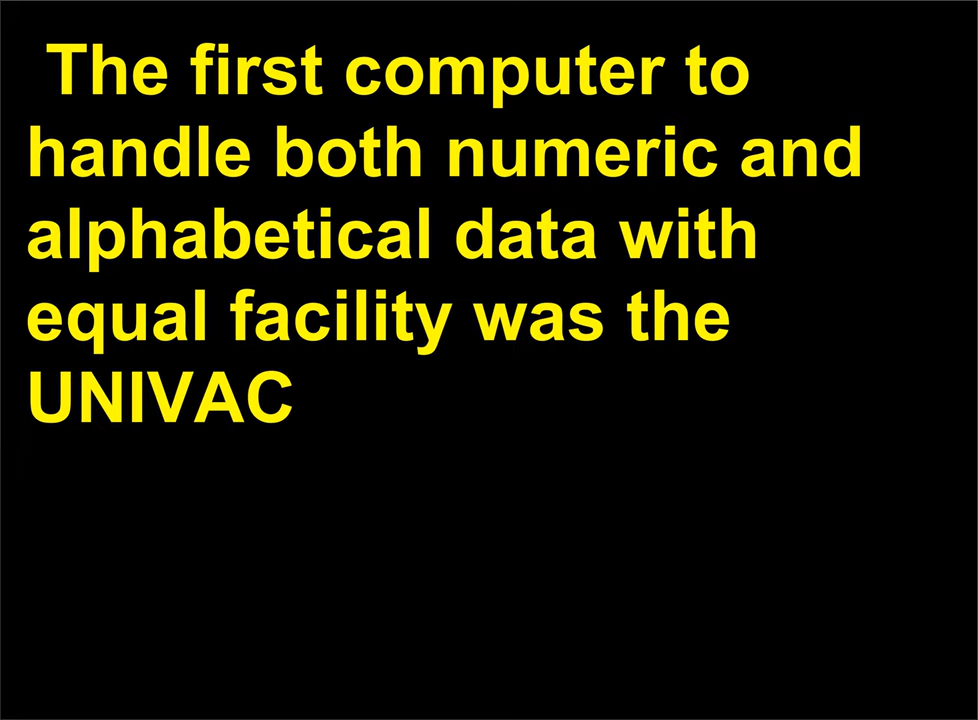 The first computer to
handle both numeric and
alphabetical data with
equal facility was the
UNIVAC